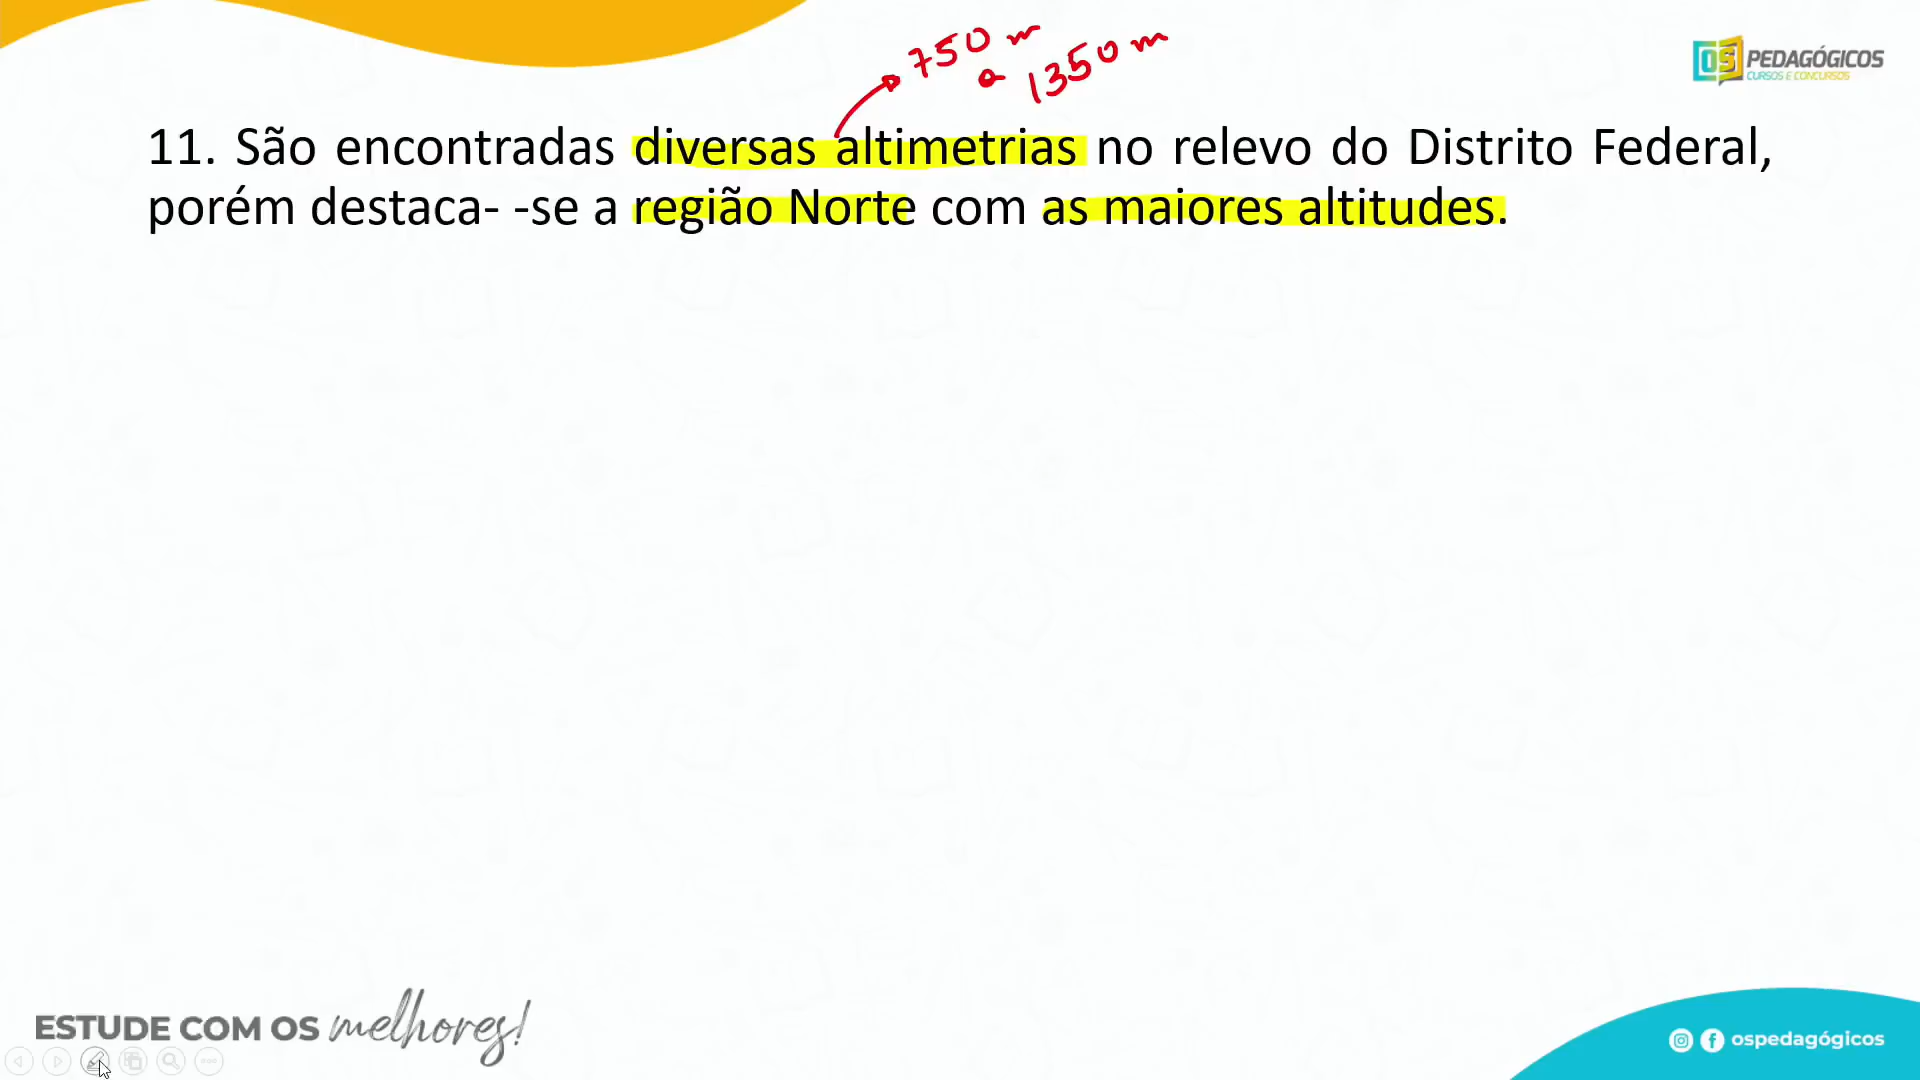 750 m
a 1350 m
OS PEDAGÓGICOS
CURSOS E CONCURSOS
11. São encontradas diversas altimetrias no relevo do Distrito Federal,
porém destaca- -se a região Norte com as maiores altitudes.
ESTUDE COM OS melhores!
ospedagógicos